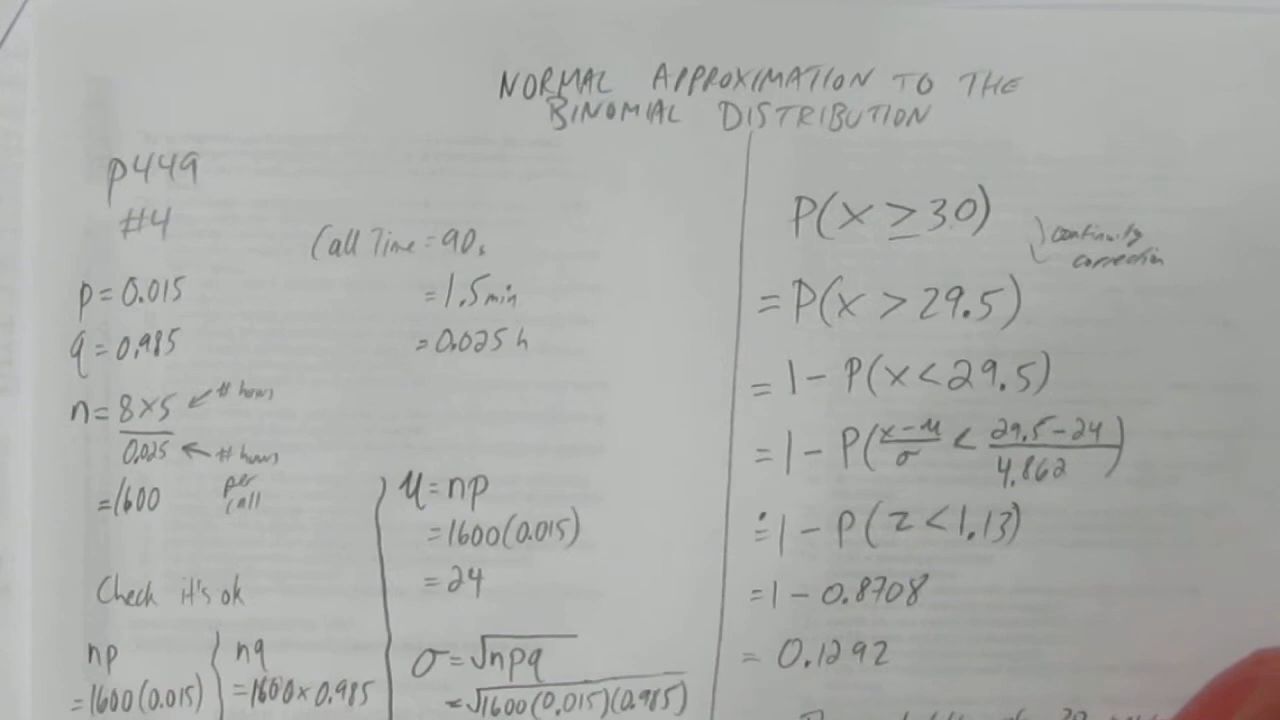 NORMAL APPROXIMATION TO THE
BINOMIAL DISTRIBUTION
p449
#4
Call Time = 90s
= 1.5 min
= 0.025 h
p = 0.015
q = 0.985
n = 8×5 ← # hours
0.025 ← # hours
per
call
= 1600
Check it's ok
np
= 1600(0.015)
nq
= 1600 × 0.985
μ = np
= 1600(0.015)
= 24
σ = √npq
= √1600(0.015)(0.985)
P(x ≥ 30)
continuity
correction
= P(x > 29.5)
= 1 - P(x < 29.5)
= 1 - P(x-μ/σ < 29.5-24/4.862)
≐ 1 - P(z < 1.13)
= 1 - 0.8708
= 0.1292